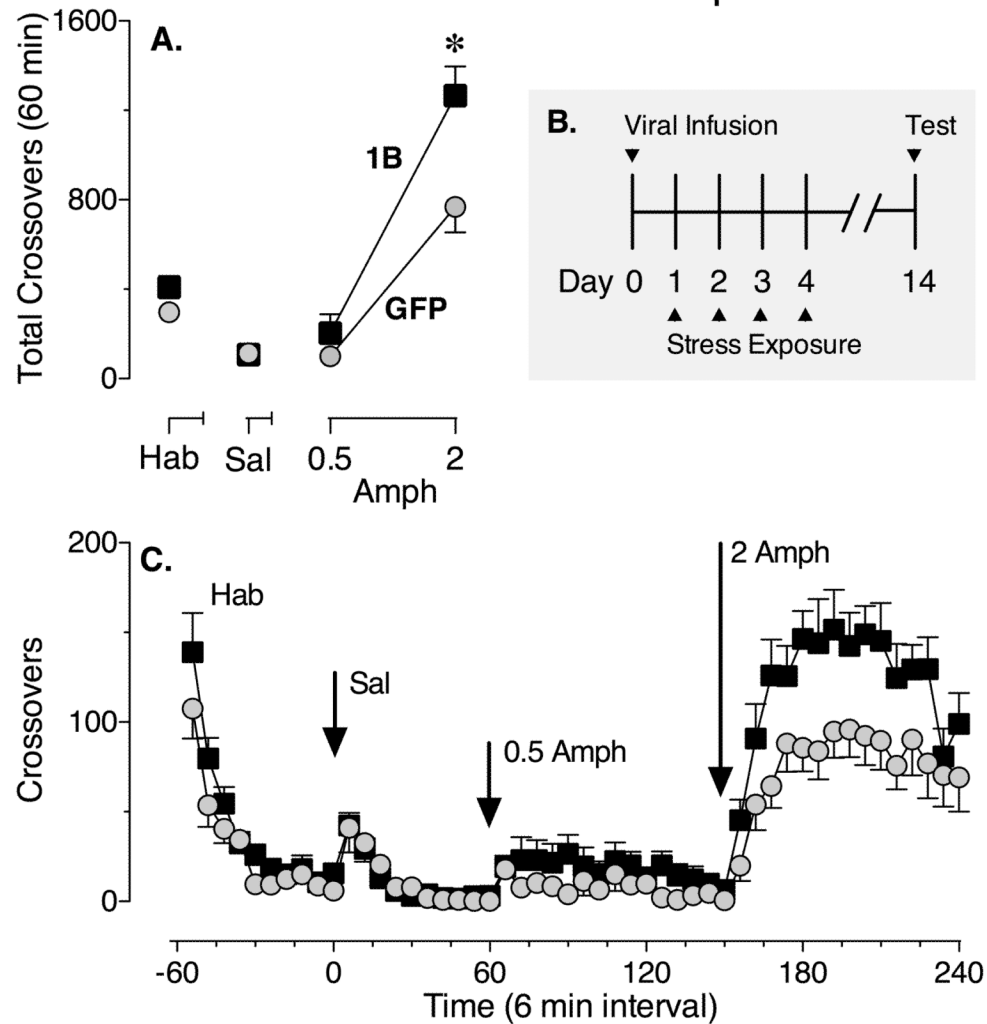 1600
A.
*
B.
Viral Infusion
Test
1B
800
GFP
Day 0 1 2 3 4 14
Stress Exposure
0
Total Crossovers (60 min)
Hab Sal 0.5 2
Amph
200
C.
2 Amph
Hab
Sal
0.5 Amph
100
Crossovers
0
-60 0 60 120 180 240
Time (6 min interval)